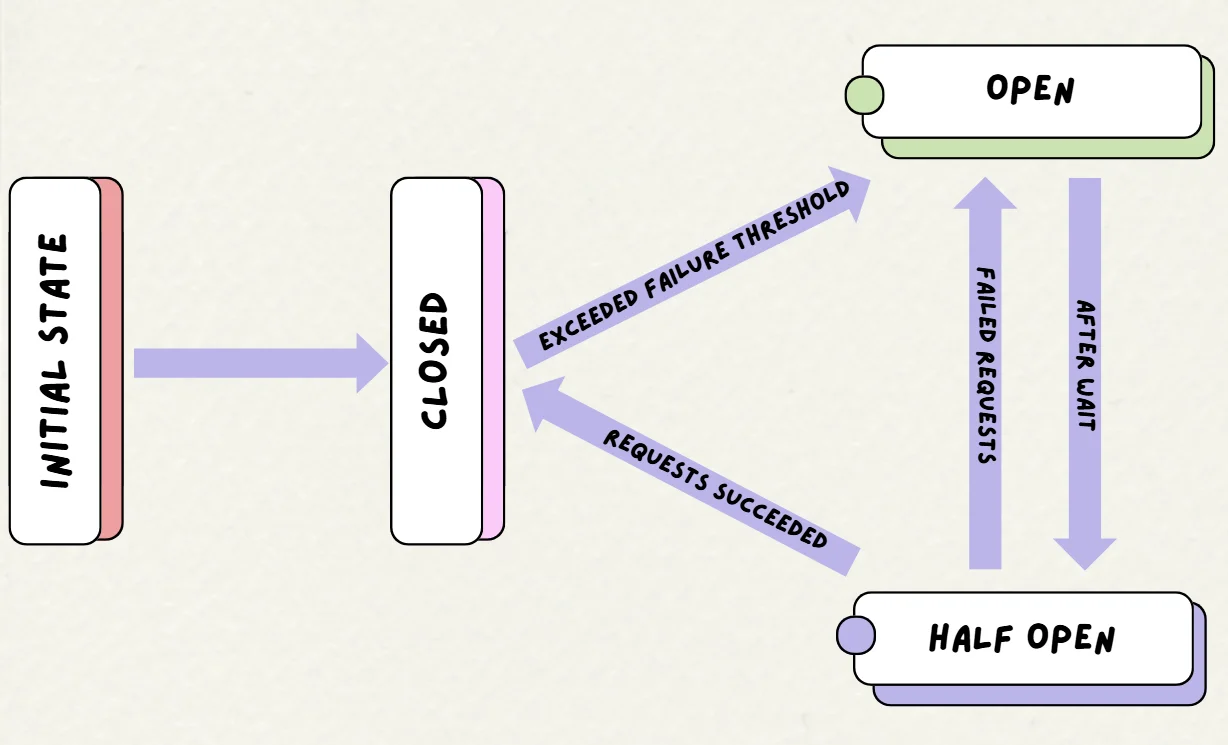 INITIAL STATE
CLOSED
EXCEEDED FAILURE THRESHOLD
REQUESTS SUCCEEDED
OPEN
FAILED REQUESTS
AFTER WAIT
HALF OPEN